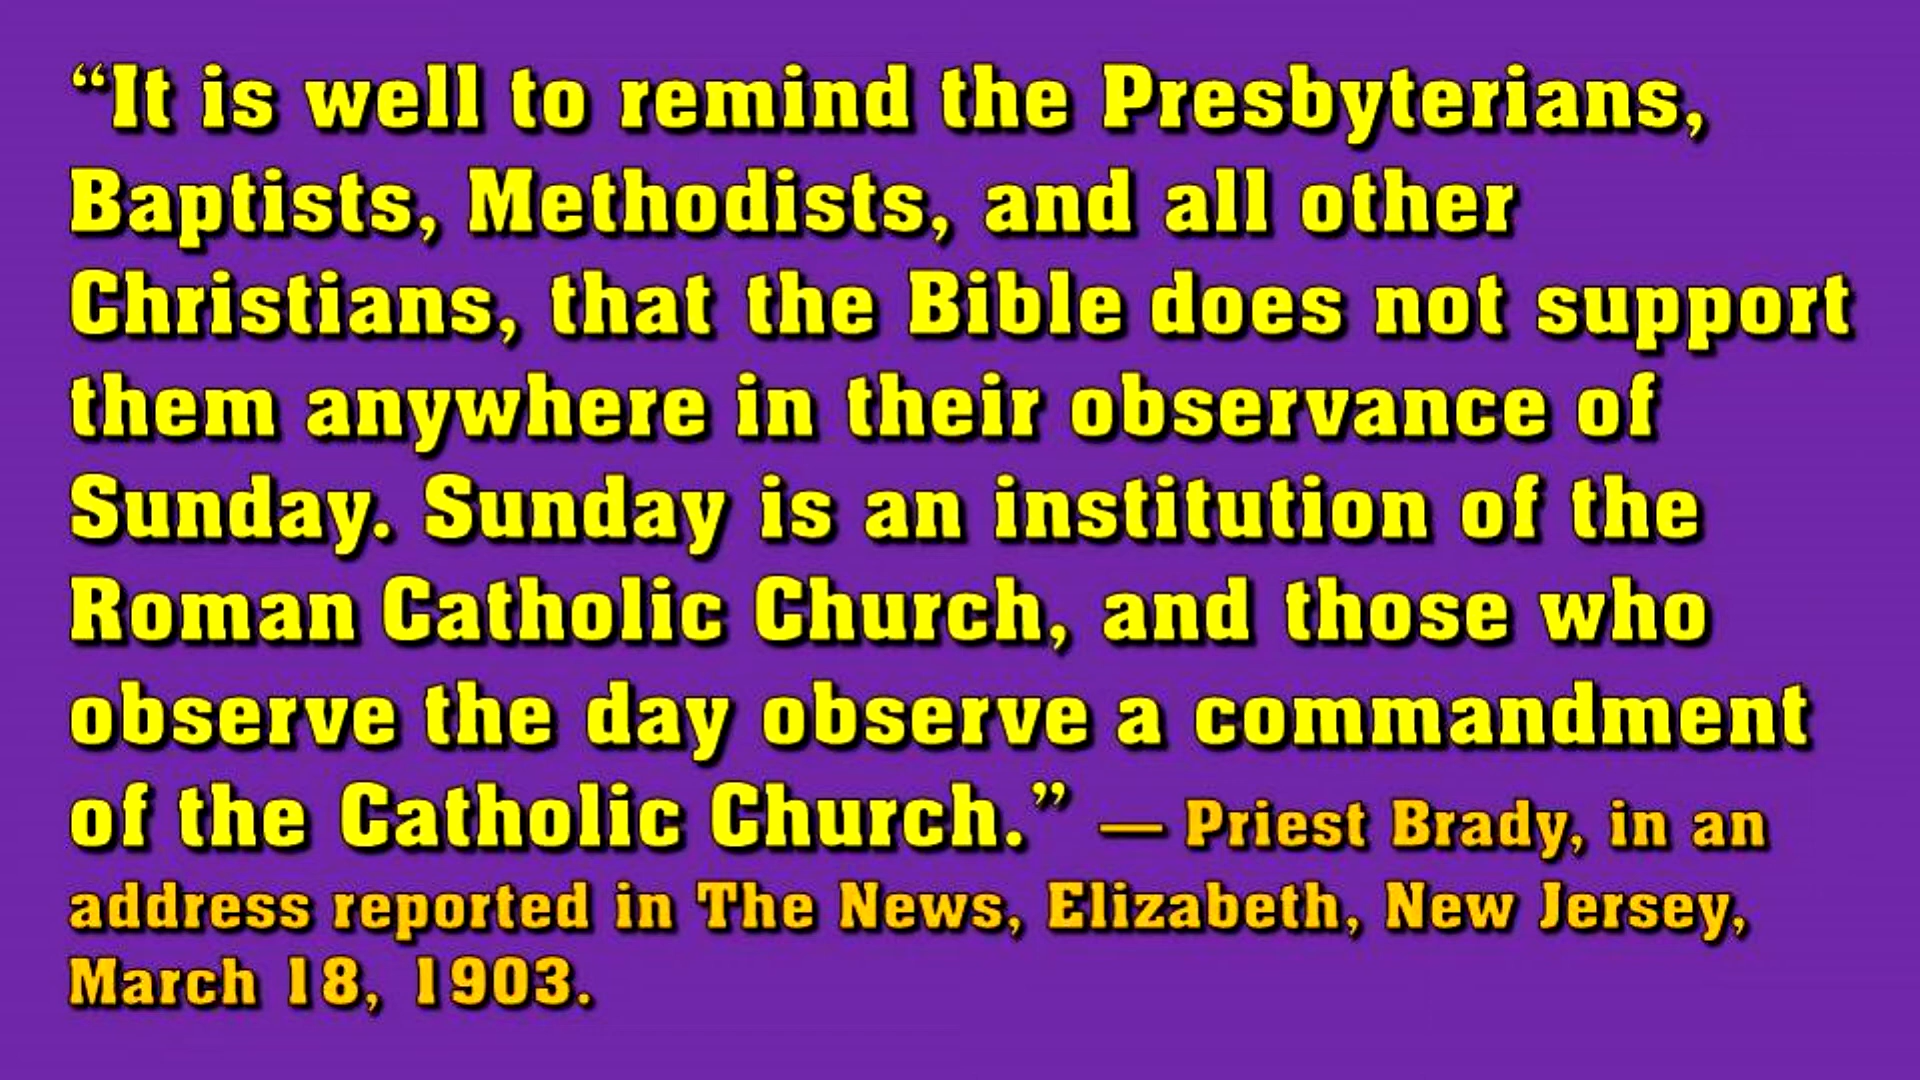 “It is well to remind the Presbyterians,
Baptists, Methodists, and all other
Christians, that the Bible does not support
them anywhere in their observance of
Sunday. Sunday is an institution of the
Roman Catholic Church, and those who
observe the day observe a commandment
of the Catholic Church.” — Priest Brady, in an
address reported in The News, Elizabeth, New Jersey,
March 18, 1903.